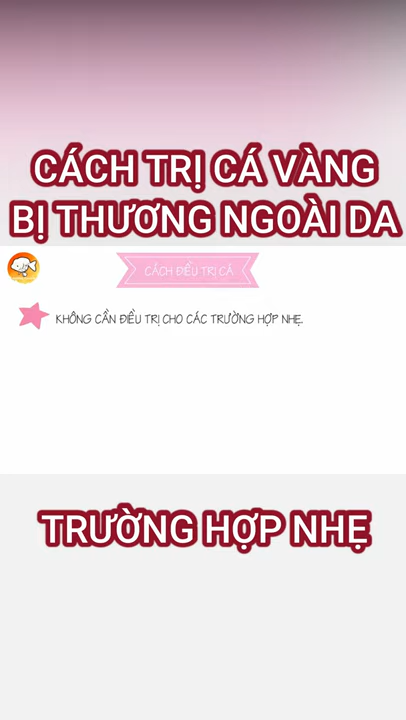 CÁCH TRỊ CÁ VÀNG
BỊ THƯƠNG NGOÀI DA
CÁCH ĐIỀU TRỊ CÁ
KHÔNG CẦN ĐIỀU TRỊ CHO CÁC TRƯỜNG HỢP NHẸ.
TRƯỜNG HỢP NHẸ